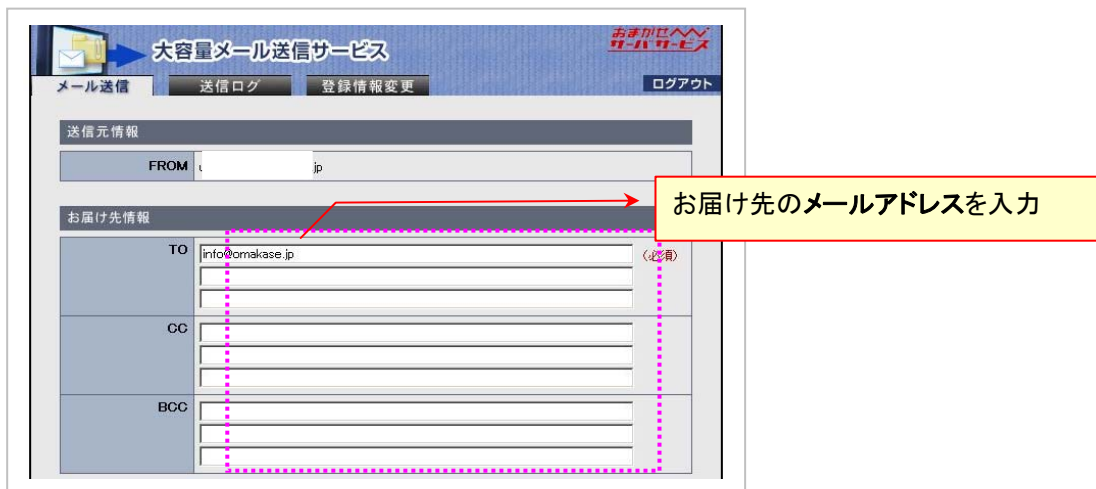 大容量メール送信サービス
おまかせ
サーバサービス
メール送信 送信ログ 登録情報変更 ログアウト
送信元情報
FROM jp
お届け先のメールアドレスを入力
お届け先情報
TO info@omakase.jp (必須)
CC
BCC